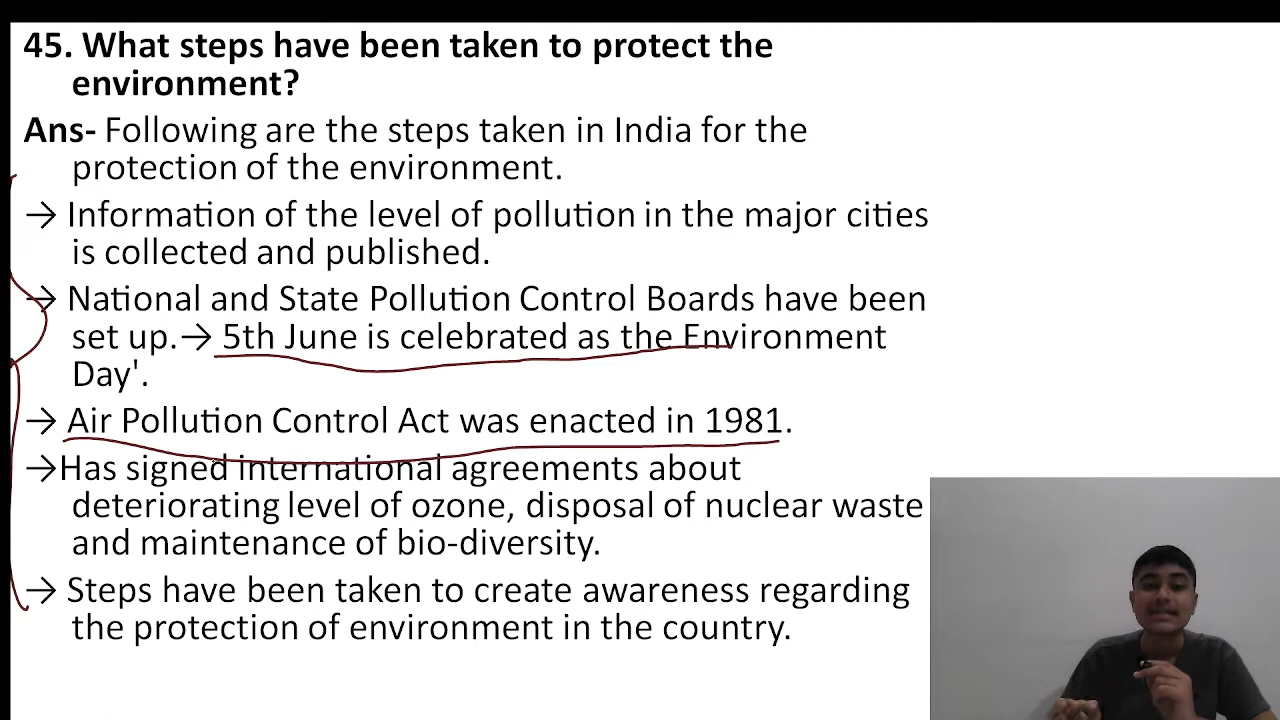 45. What steps have been taken to protect the
environment?
Ans- Following are the steps taken in India for the
protection of the environment.
→ Information of the level of pollution in the major cities
is collected and published.
→ National and State Pollution Control Boards have been
set up.→ 5th June is celebrated as the Environment
Day'.
→ Air Pollution Control Act was enacted in 1981.
→Has signed international agreements about
deteriorating level of ozone, disposal of nuclear waste
and maintenance of bio-diversity.
→ Steps have been taken to create awareness regarding
the protection of environment in the country.